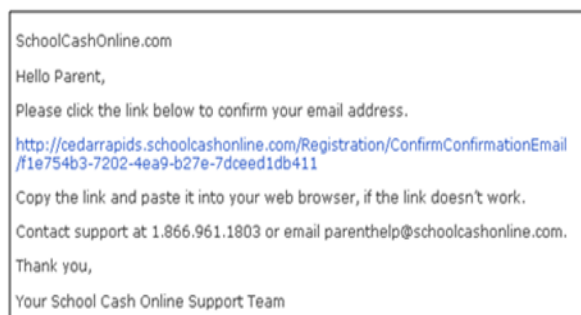 SchoolCashOnline.com
Hello Parent,
Please click the link below to confirm your email address.
http://cedarrapids.schoolcashonline.com/Registration/ConfirmConfirmationEmail
/f1e754b3-7202-4ea9-b27e-7dceed1db411
Copy the link and paste it into your web browser, if the link doesn't work.
Contact support at 1.866.961.1803 or email parenthelp@schoolcashonline.com.
Thank you,
Your School Cash Online Support Team